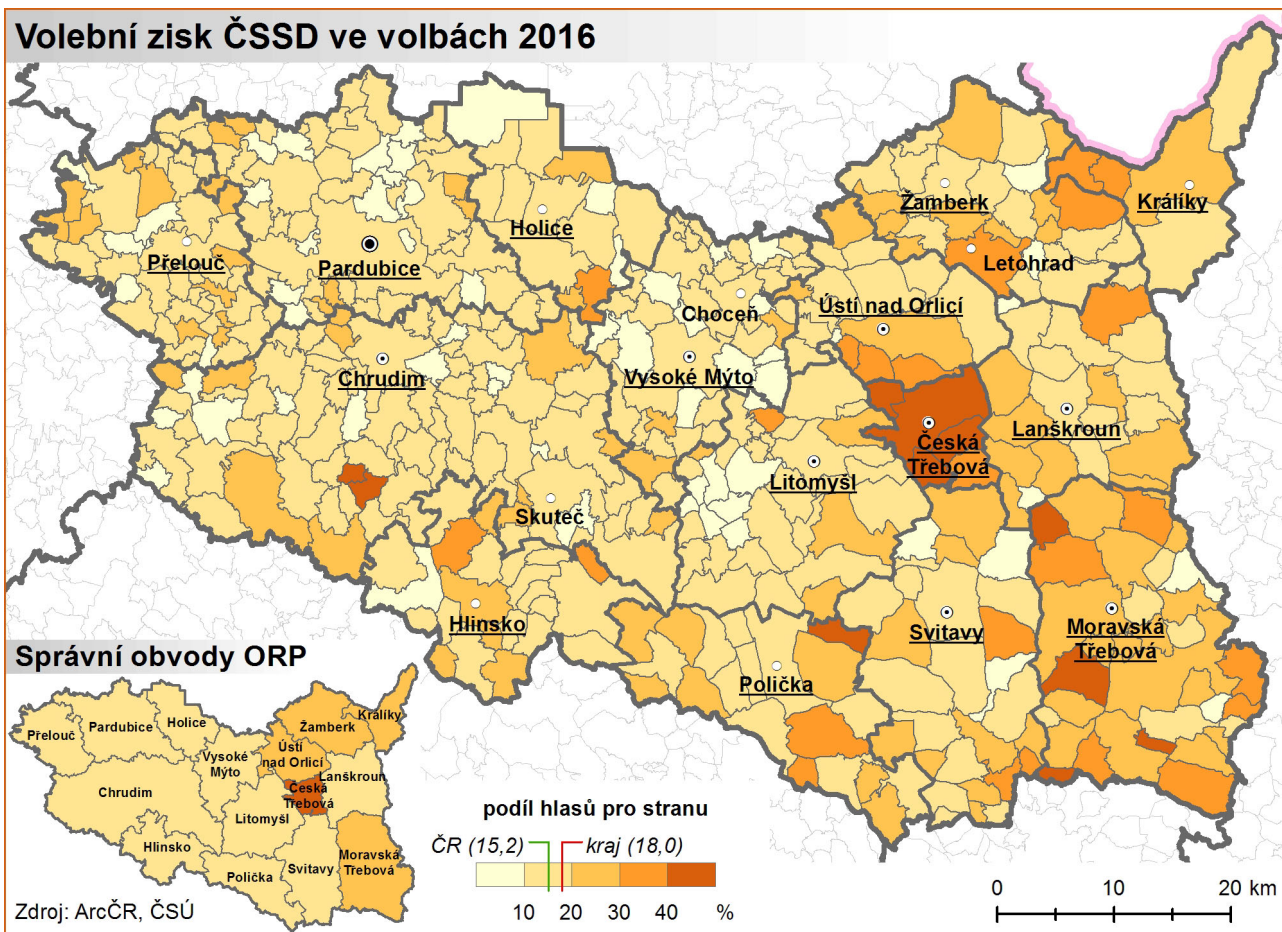 Volební zisk ČSSD ve volbách 2016
Žamberk
Králíky
Holice
Přelouč
Pardubice
Letohrad
Choceň
Ústí nad Orlicí
Chrudim
Vysoké Mýto
Česká
Třebová
Lanškroun
Litomyšl
Skuteč
Hlinsko
Svitavy
Moravská
Třebová
Polička
Správní obvody ORP
Přelouč
Pardubice
Holice
Žamberk
Králíky
Vysoké
Mýto
Ústí
nad Orlicí
Lanškroun
Chrudim
Česká
Třebová
Litomyšl
Hlinsko
Polička
Svitavy
Moravská
Třebová
Zdroj: ArcČR, ČSÚ
podíl hlasů pro stranu
ČR (15,2) kraj (18,0)
10 20 30 40 %
0 10 20 km